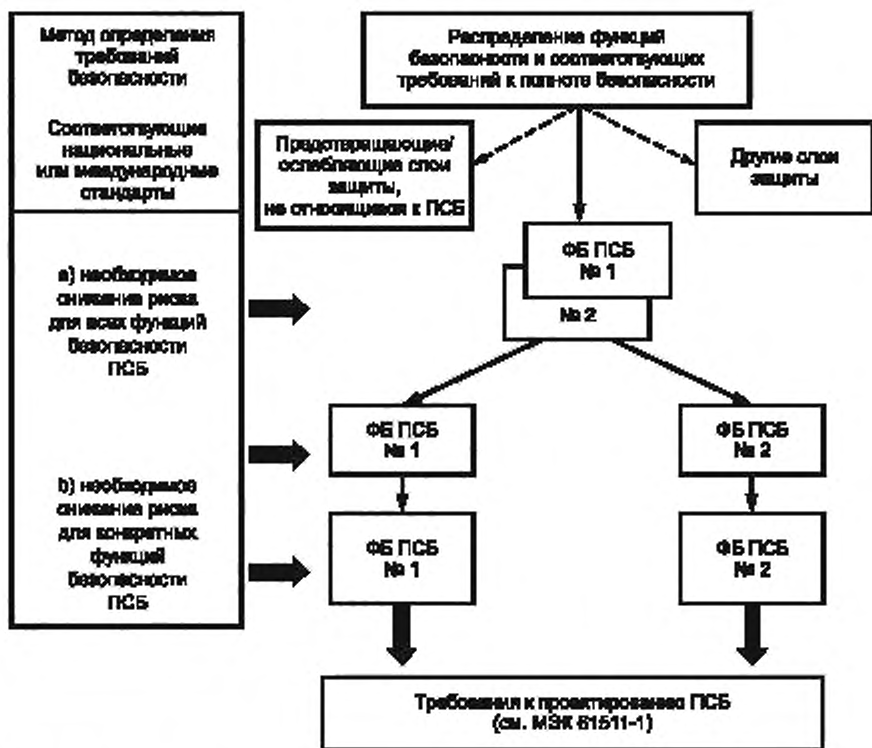 Метод определения
требований
безопасности
Соответствующие
национальные
или международные
стандарты
а) необходимое
снижение риска
для всех функций
безопасности
ПСБ
b) необходимое
снижение риска
для конкретных
функций
безопасности
ПСБ
Распределение функций
безопасности и соответствующих
требований к полноте безопасности
Предотвращающие/
ослабляющие слои
защиты,
не относящиеся к ПСБ
Другие слои
защиты
ФБ ПСБ
№ 1
№ 2
ФБ ПСБ
№ 1
ФБ ПСБ
№ 2
ФБ ПСБ
№ 1
ФБ ПСБ
№ 2
Требования к проектированию ПСБ
(см. МЭК 61511-1)